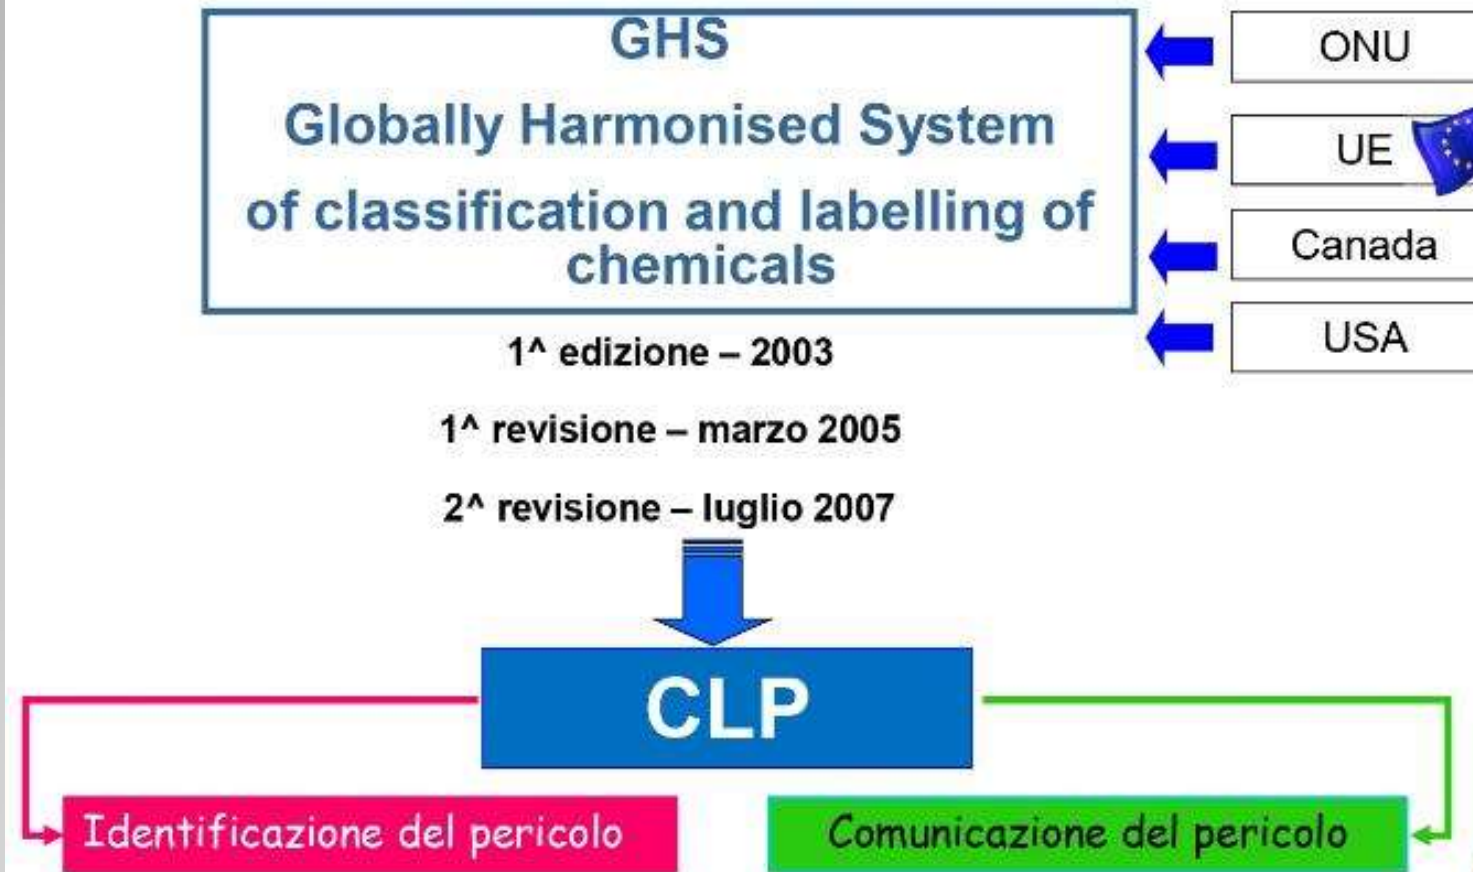 GHS
Globally Harmonised System
of classification and labelling of
chemicals
ONU
UE
Canada
USA
1^ edizione – 2003
1^ revisione – marzo 2005
2^ revisione – luglio 2007
CLP
Identificazione del pericolo
Comunicazione del pericolo